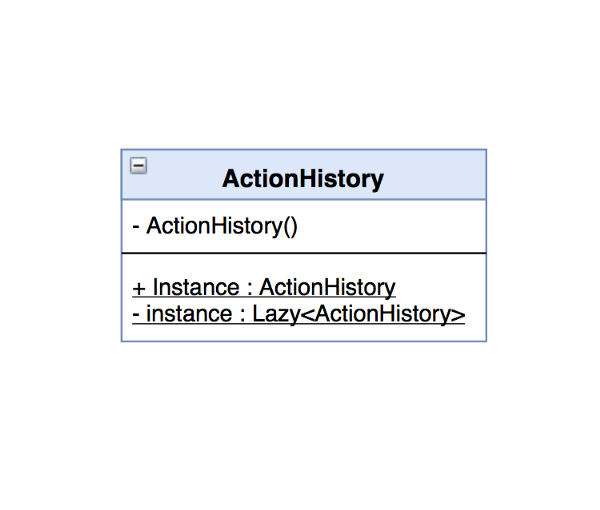 ActionHistory
- ActionHistory()
+ Instance : ActionHistory
- instance : Lazy<ActionHistory>